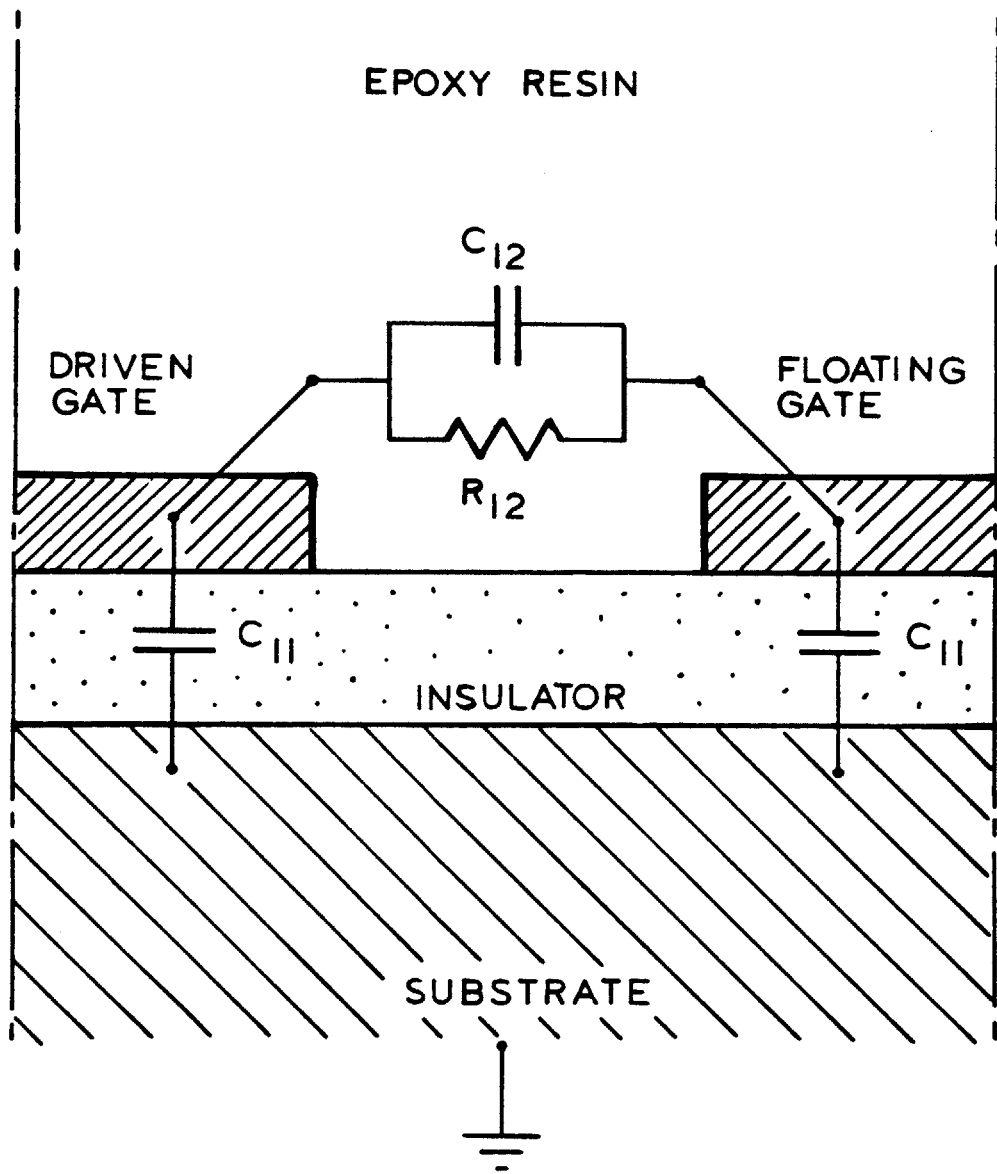 EPOXY RESIN
C12
DRIVEN
GATE
FLOATING
GATE
R12
C11
C11
INSULATOR
SUBSTRATE